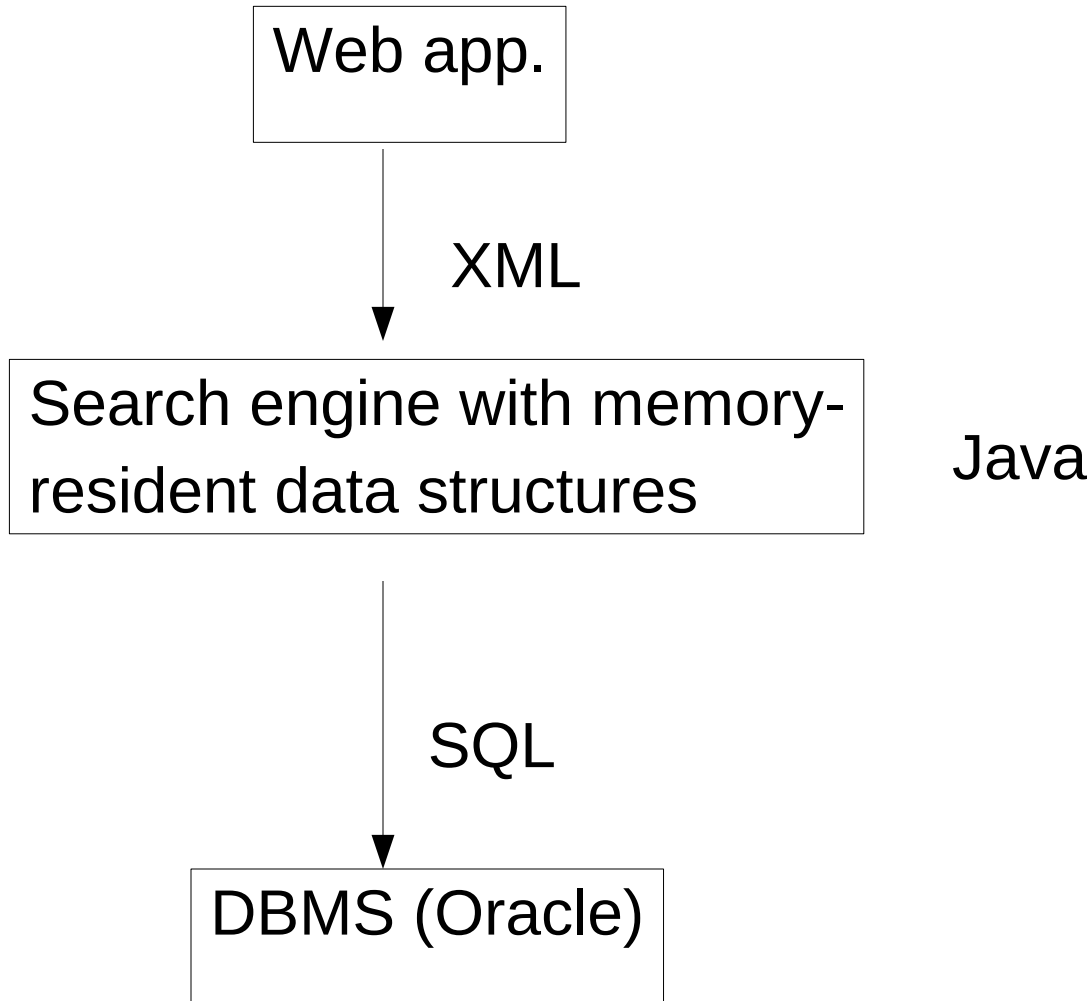 Web app.
XML
Search engine with memory-
resident data structures
Java
SQL
DBMS (Oracle)